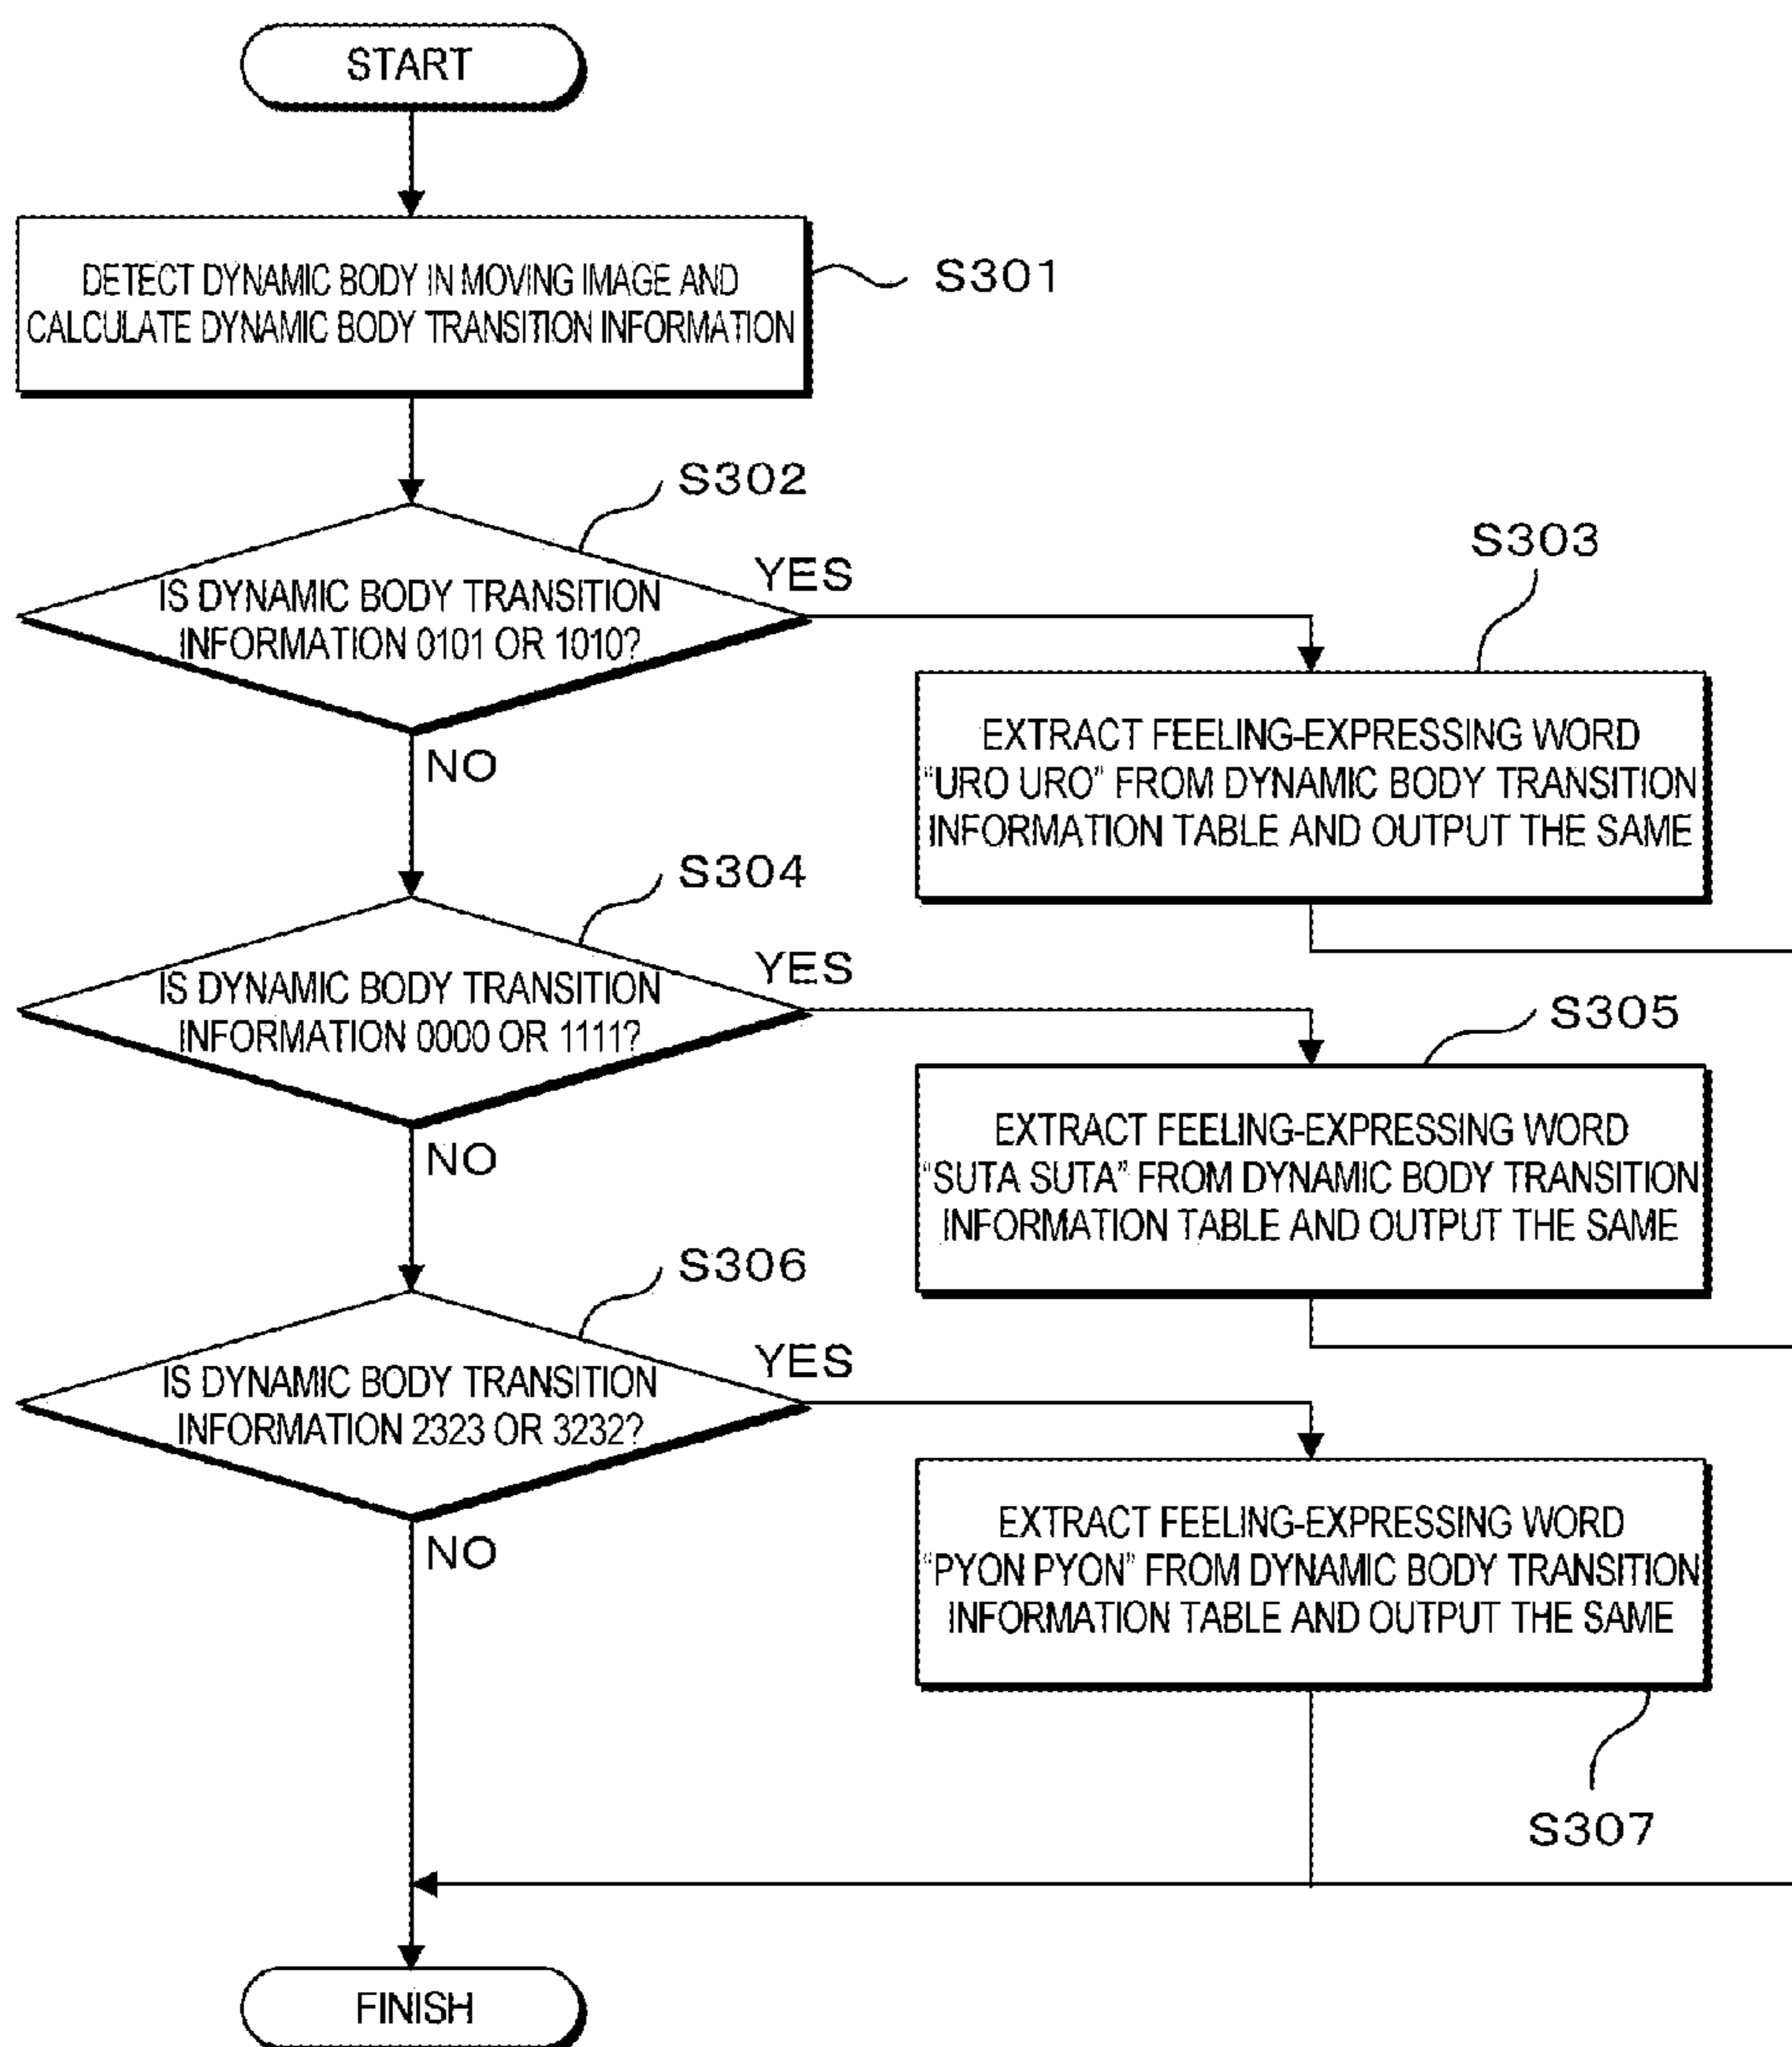 START
DETECT DYNAMIC BODY IN MOVING IMAGE AND
CALCULATE DYNAMIC BODY TRANSITION INFORMATION
S301
S302
IS DYNAMIC BODY TRANSITION
INFORMATION 0101 OR 1010?
YES
NO
S303
EXTRACT FEELING-EXPRESSING WORD
“URO URO” FROM DYNAMIC BODY TRANSITION
INFORMATION TABLE AND OUTPUT THE SAME
S304
IS DYNAMIC BODY TRANSITION
INFORMATION 0000 OR 1111?
YES
NO
S305
EXTRACT FEELING-EXPRESSING WORD
“SUTA SUTA” FROM DYNAMIC BODY TRANSITION
INFORMATION TABLE AND OUTPUT THE SAME
S306
IS DYNAMIC BODY TRANSITION
INFORMATION 2323 OR 3232?
YES
NO
EXTRACT FEELING-EXPRESSING WORD
“PYON PYON” FROM DYNAMIC BODY TRANSITION
INFORMATION TABLE AND OUTPUT THE SAME
S307
FINISH